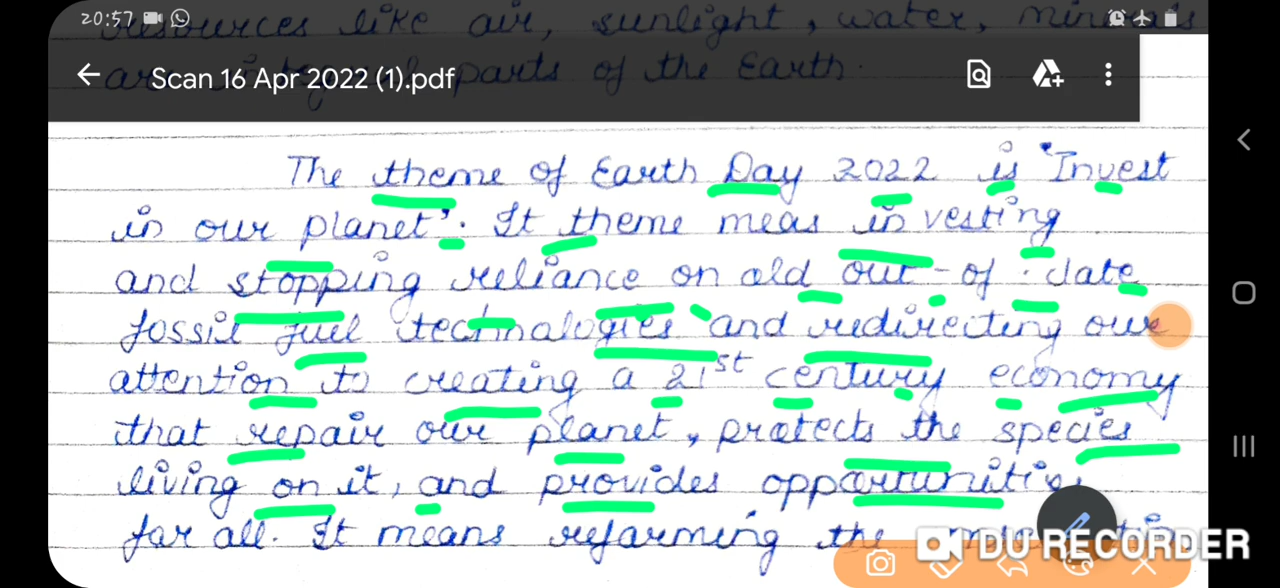 20:57
resources like air, sunlight, water, minerals
Scan 16 Apr 2022 (1).pdf
parts of the Earth.
The theme of Earth Day 2022 is 'Invest
in our planet'. It theme meas investing
and stopping reliance on old out-of-date
fossil fuel technologies and redirecting our
attention to creating a 21st century economy
that repair our planet, protects the species
living on it, and provides opportunities
for all. It means reforming the
DU RECORDER